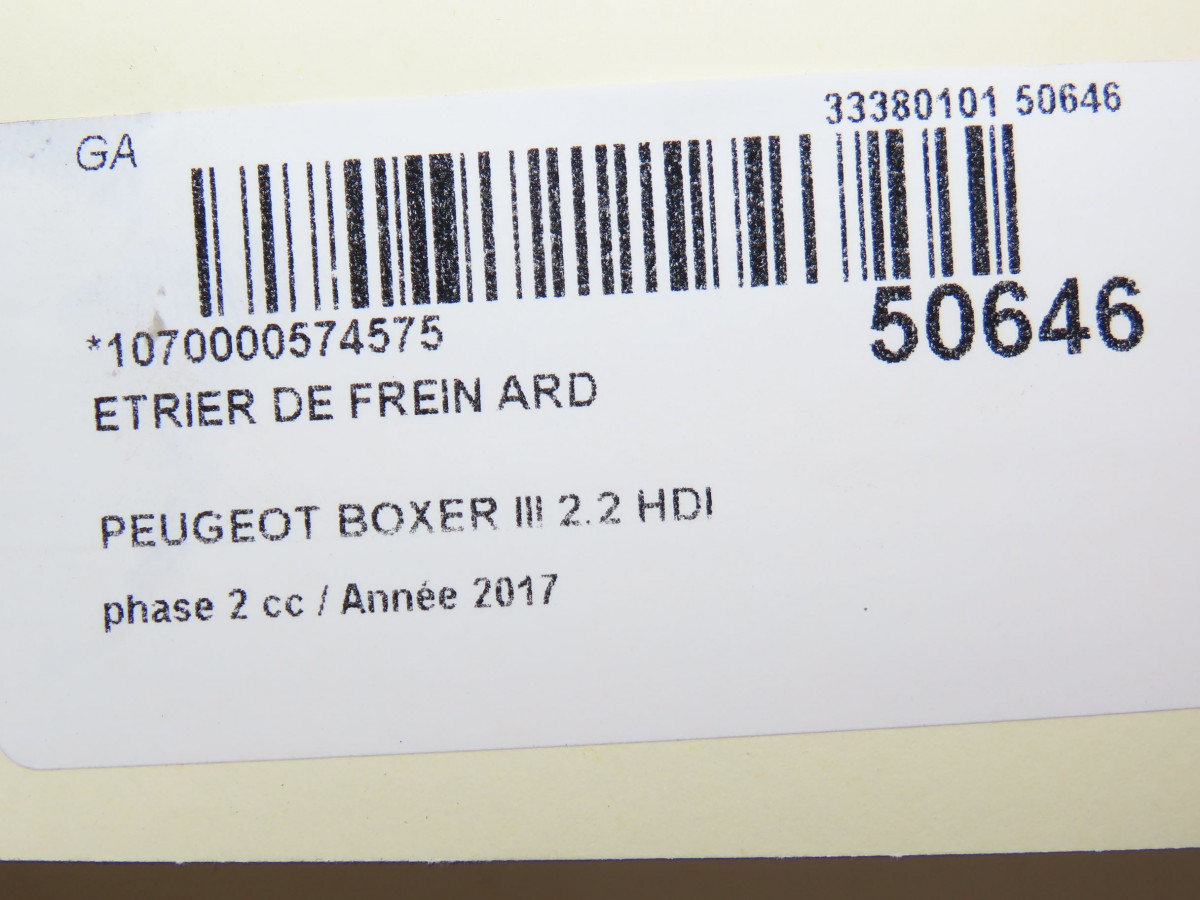 33380101 50646
GA
50646
*1070000574575
ETRIER DE FREIN ARD
PEUGEOT BOXER III 2.2 HDI
phase 2 cc / Année 2017